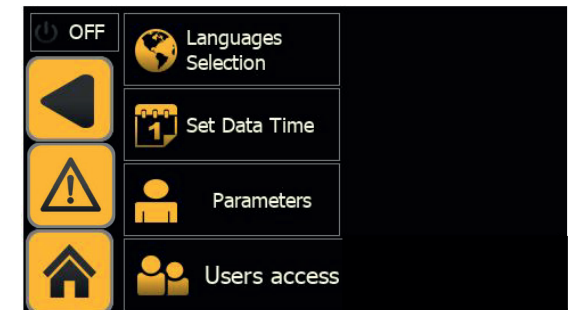 OFF
Languages
Selection
1
Set Data Time
Parameters
Users access